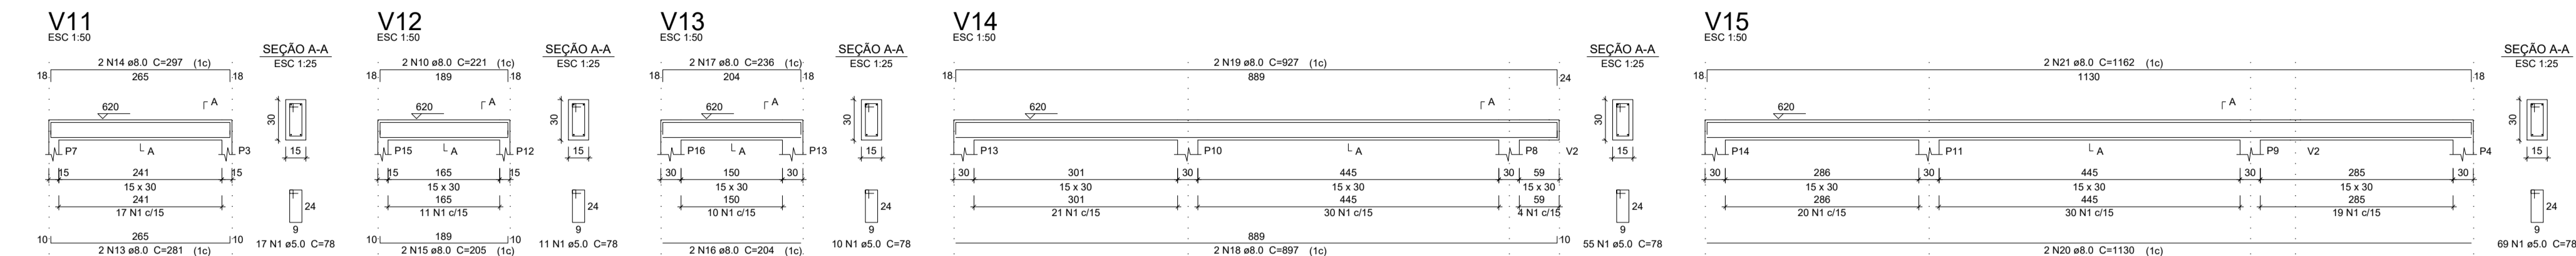 V11
ESC 1:50
SEÇÃO A-A
ESC 1:25
2 N14 ø8.0 C=297 (1c)
18 265 18
620
A
30
P7 A P3
15
15 241 15
15 x 30
241
17 N1 c/15
24
9
17 N1 ø5.0 C=78
10 265 10
2 N13 ø8.0 C=281 (1c)
V12
ESC 1:50
SEÇÃO A-A
ESC 1:25
2 N10 ø8.0 C=221 (1c)
18 189 18
620
A
30
P15 A P12
15
15 165 15
15 x 30
165
11 N1 c/15
24
9
11 N1 ø5.0 C=78
10 189 10
2 N15 ø8.0 C=205 (1c)
V13
ESC 1:50
SEÇÃO A-A
ESC 1:25
2 N17 ø8.0 C=236 (1c)
18 204 18
620
A
30
P16 A P13
15
30 150 30
15 x 30
150
10 N1 c/15
24
9
10 N1 ø5.0 C=78
2 N16 ø8.0 C=204 (1c)
V14
ESC 1:50
SEÇÃO A-A
ESC 1:25
2 N19 ø8.0 C=927 (1c)
18 889 24
620
A
30
P13 P10 A P8 V2
15
30 301 30 445 30 59
15 x 30 15 x 30 15 x 30
301 445 59
21 N1 c/15 30 N1 c/15 4 N1 c/15
24
9
55 N1 ø5.0 C=78
889 10
2 N18 ø8.0 C=897 (1c)
V15
ESC 1:50
SEÇÃO A-A
ESC 1:25
2 N21 ø8.0 C=1162 (1c)
18 1130 18
620
A
30
P14 P11 A P9 V2 P4
15
30 286 30 445 30 285 30
15 x 30 15 x 30 15 x 30
286 445 285
20 N1 c/15 30 N1 c/15 19 N1 c/15
24
9
69 N1 ø5.0 C=78
2 N20 ø8.0 C=1130 (1c)